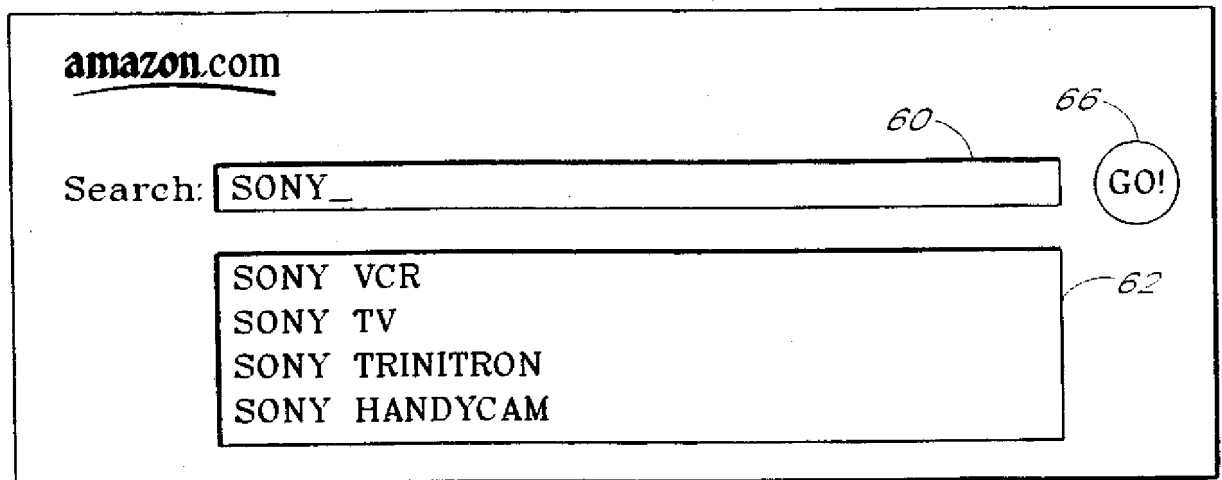 amazon.com
66
60
Search: SONY_ GO!
SONY VCR
62
SONY TV
SONY TRINITRON
SONY HANDYCAM